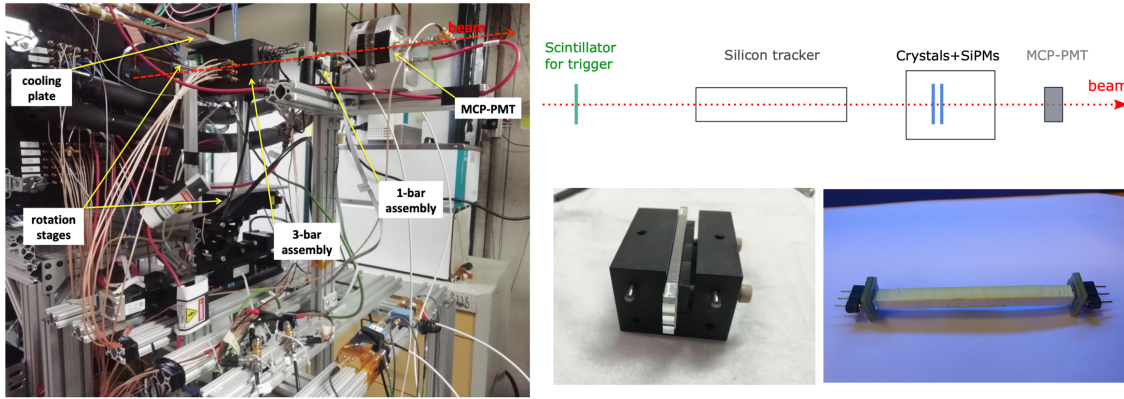 beam
cooling
plate
MCP-PMT
1-bar
assembly
rotation
stages
3-bar
assembly
Scintillator
for trigger
Silicon tracker
Crystals+SiPMs
MCP-PMT
beam